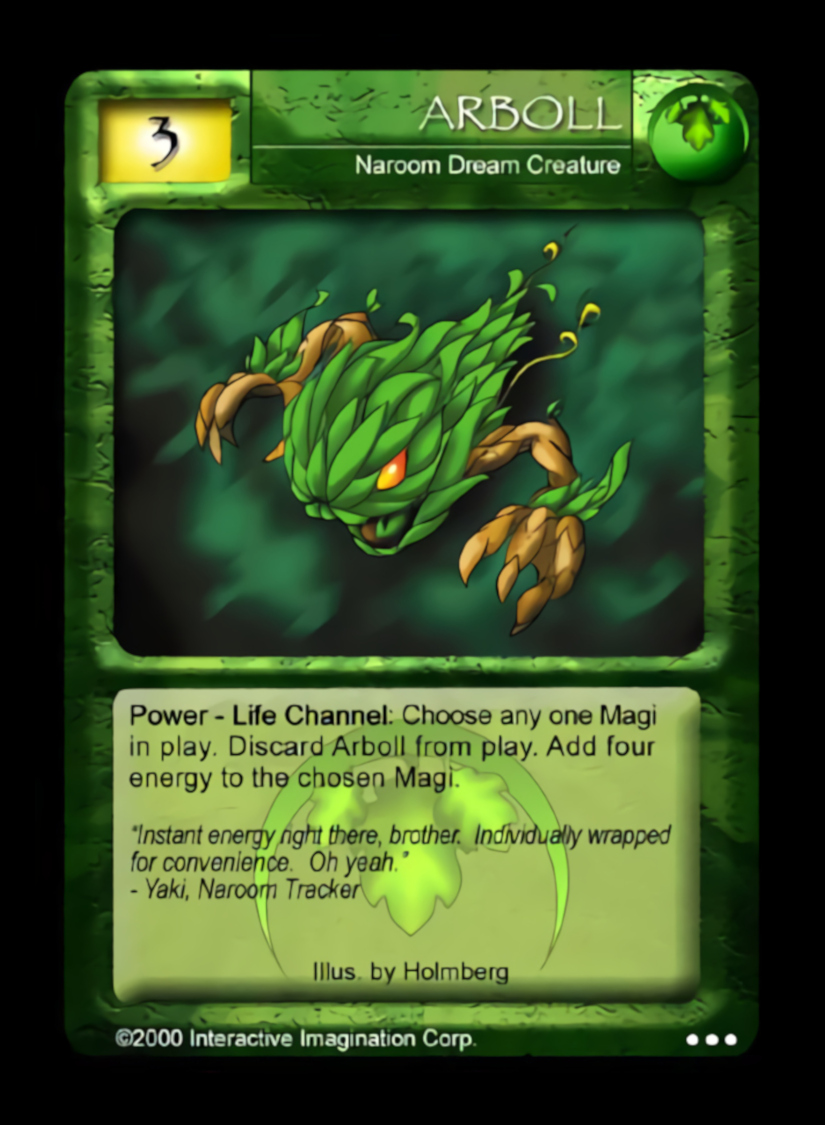 3
ARBOLL
Naroom Dream Creature
Power - Life Channel: Choose any one Magi
in play. Discard Arboll from play. Add four
energy to the chosen Magi.
"Instant energy right there, brother. Individually wrapped
for convenience. Oh yeah."
- Yaki, Naroom Tracker
Illus. by Holmberg
©2000 Interactive Imagination Corp.